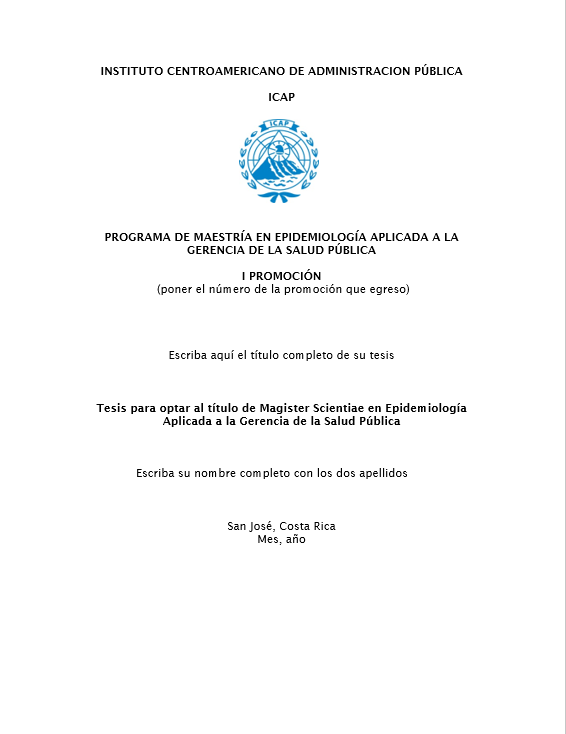 INSTITUTO CENTROAMERICANO DE ADMINISTRACION PÚBLICA
ICAP
ICAP
PROGRAMA DE MAESTRÍA EN EPIDEMIOLOGÍA APLICADA A LA
GERENCIA DE LA SALUD PÚBLICA
I PROMOCIÓN
(poner el número de la promoción que egreso)
Escriba aquí el título completo de su tesis
Tesis para optar al título de Magister Scientiae en Epidemiología
Aplicada a la Gerencia de la Salud Pública
Escriba su nombre completo con los dos apellidos
San José, Costa Rica
Mes, año